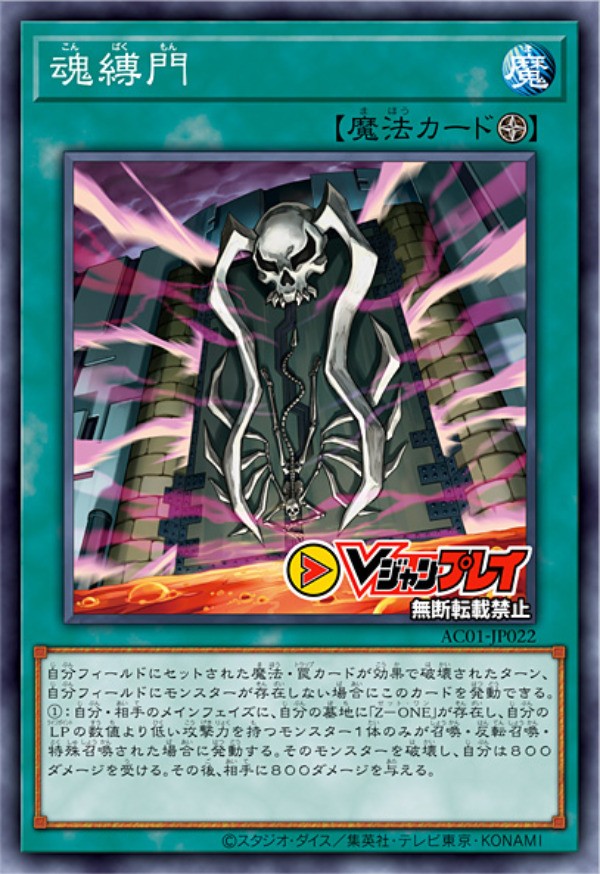 魂縛門
魔
【魔法カード】
Vジャンプレイ
無断転載禁止
AC01-JP022
自分フィールドにセットされた魔法・罠カードが効果で破壊されたターン、
自分フィールドにモンスターが存在しない場合にこのカードを発動できる。
①：自分・相手のメインフェイズに、自分の墓地に「Z－ONE」が存在し、自分の
LPの数値より低い攻撃力を持つモンスター1体のみが召喚・反転召喚・
特殊召喚された場合に発動する。そのモンスターを破壊し、自分は800
ダメージを受ける。その後、相手に800ダメージを与える。
©スタジオ・ダイス／集英社・テレビ東京・KONAMI